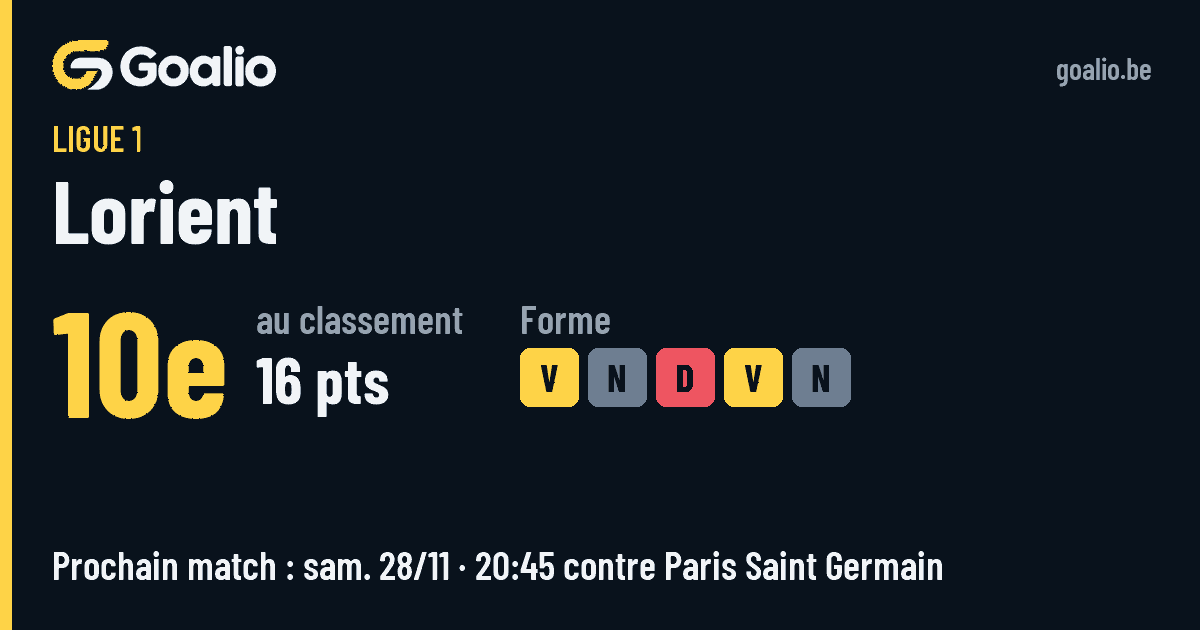 Goalio
goalio.be
LIGUE 1
Lorient
10e
au classement
16 pts
Forme
V N D V N
Prochain match : sam. 28/11 · 20:45 contre Paris Saint Germain